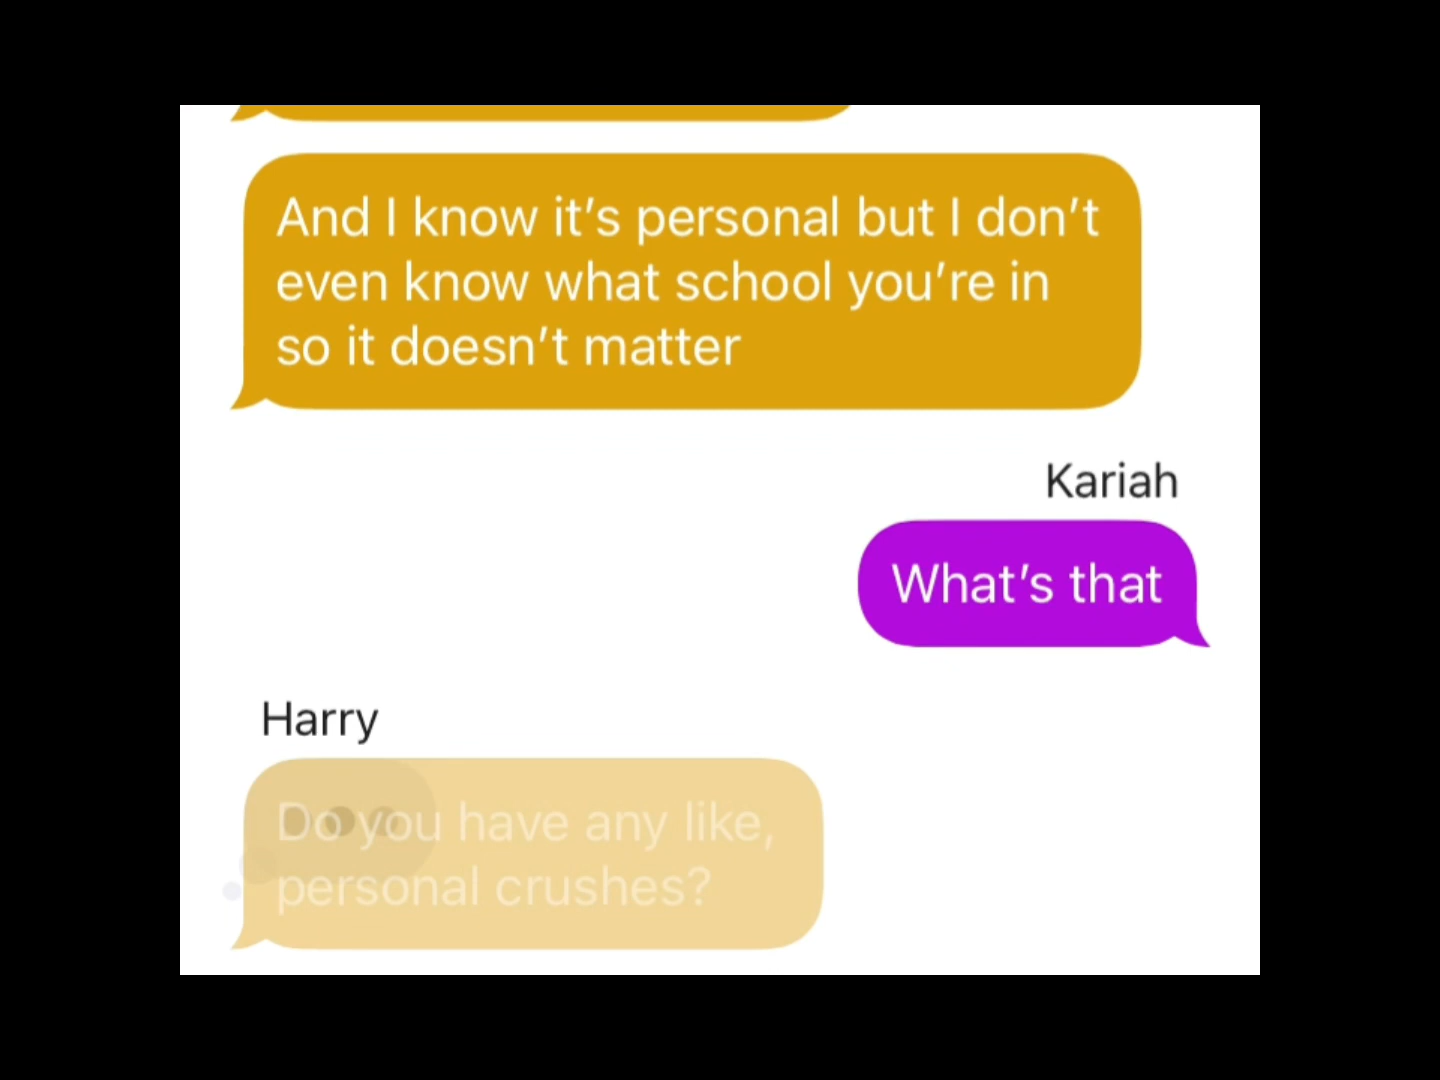 And I know it’s personal but I don’t
even know what school you’re in
so it doesn’t matter
Kariah
What’s that
Harry
Do you have any like,
personal crushes?